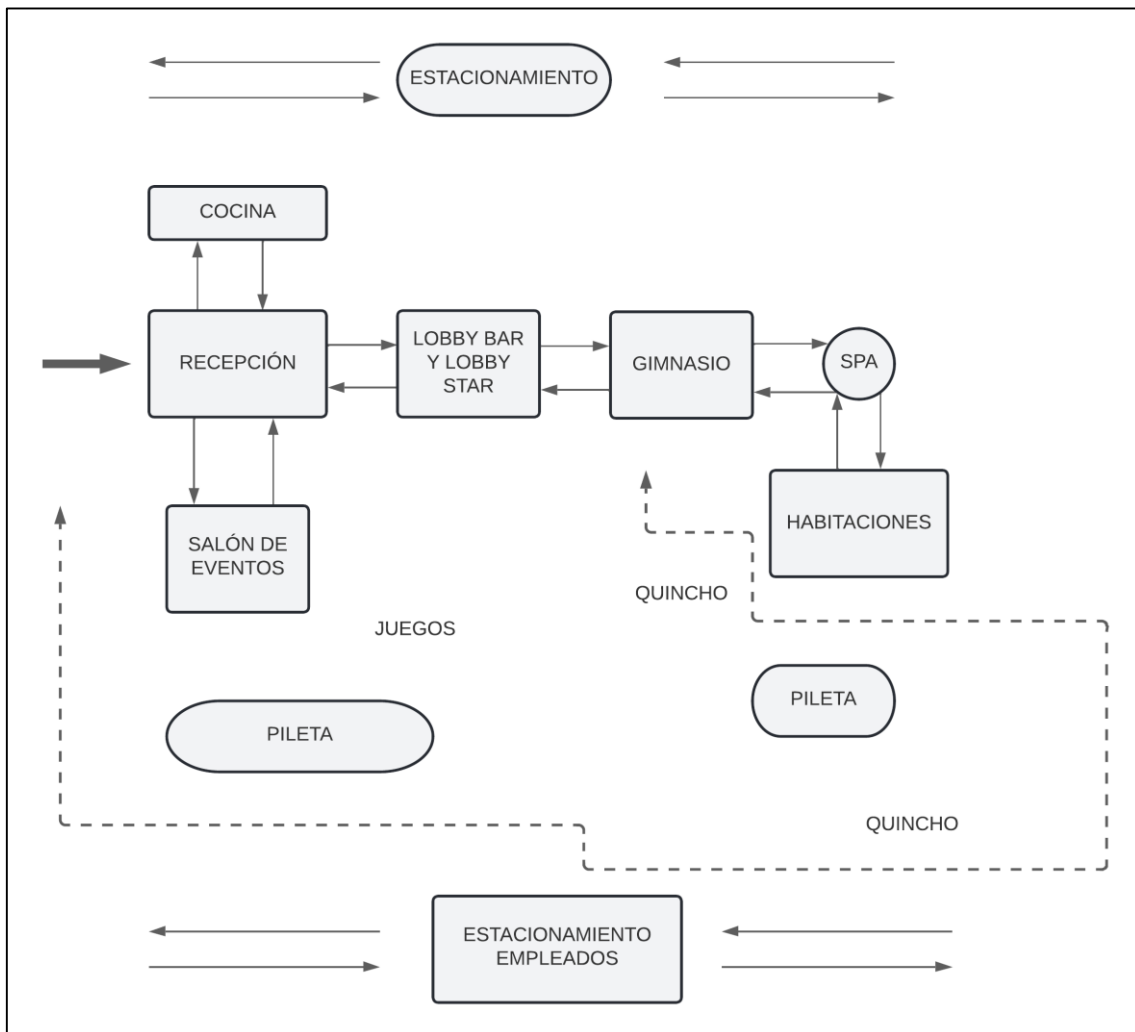 ESTACIONAMIENTO
COCINA
RECEPCIÓN
LOBBY BAR
Y LOBBY
STAR
GIMNASIO
SPA
HABITACIONES
SALÓN DE
EVENTOS
QUINCHO
JUEGOS
PILETA
PILETA
QUINCHO
ESTACIONAMIENTO
EMPLEADOS